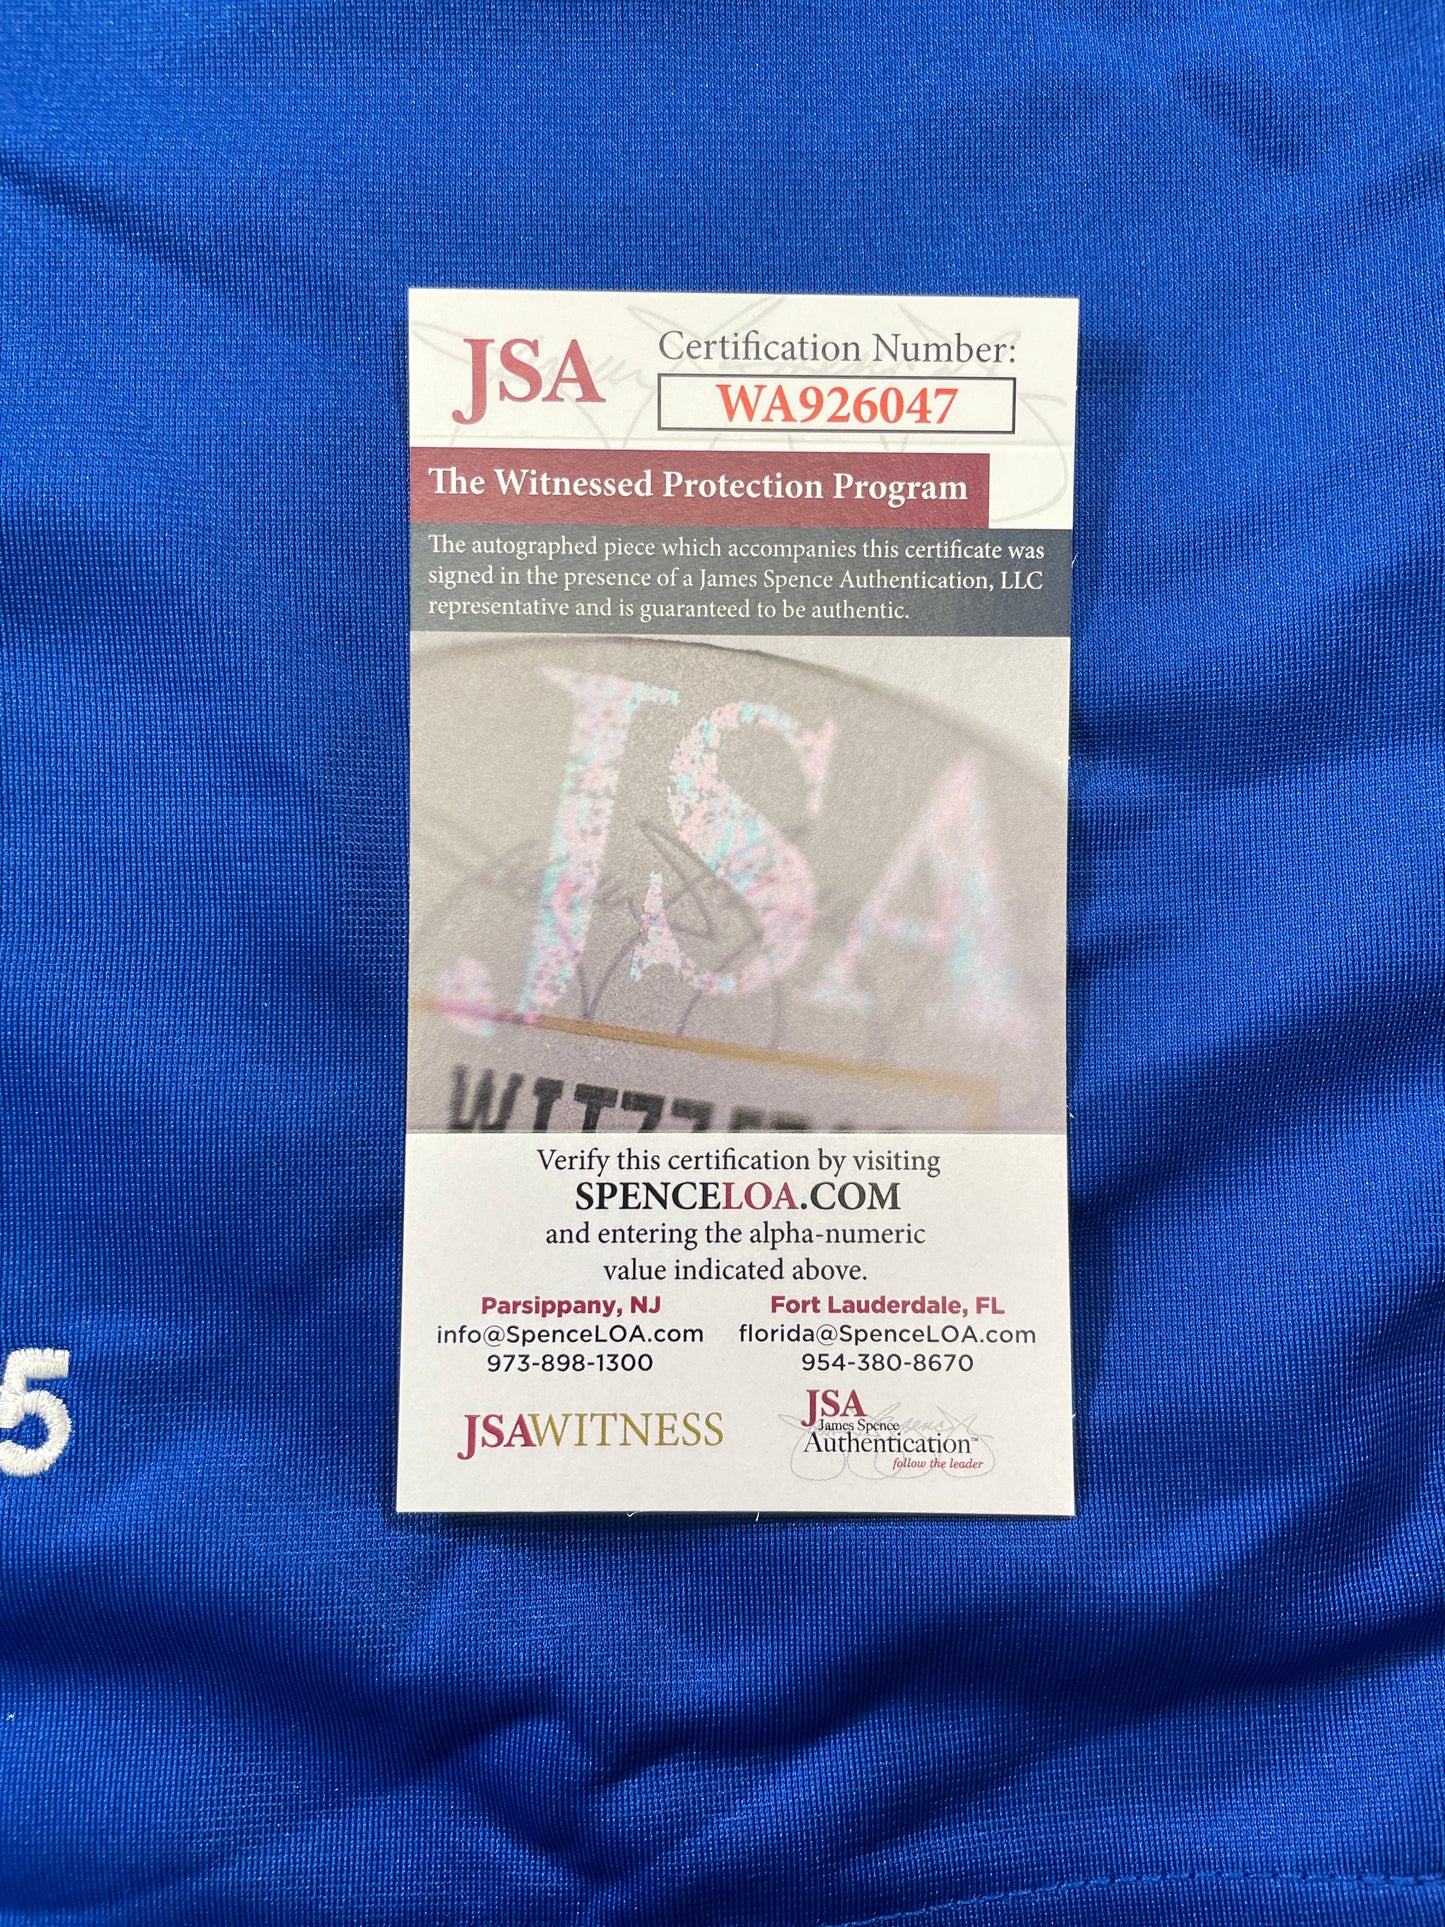 JSA
Certification Number:
WA926047
The Witnessed Protection Program
The autographed piece which accompanies this certificate was
signed in the presence of a James Spence Authentication, LLC
representative and is guaranteed to be authentic.
JSA
Verify this certification by visiting
SPENCELOA.COM
and entering the alpha-numeric
value indicated above.
Parsippany, NJ
info@SpenceLOA.com
973-898-1300
Fort Lauderdale, FL
florida@SpenceLOA.com
954-380-8670
5
JSAWITNESS
JSA
James Spence
Authentication™
follow the leader